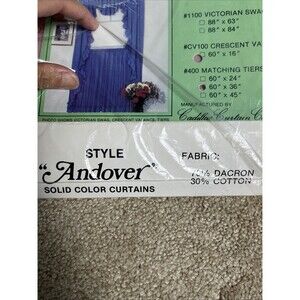 #1100 VICTORIAN SWAG
88" x 63"
88" x 84"
#CV100 CRESCENT VA
60" x 16"
#400 MATCHING TIERS
60" x 24"
60" x 36"
60" x 45"
MANUFACTURED BY
Cadillac Curtain C
PHOTO SHOWS VICTORIAN SWAG, CRESCENT VALANCE, TIERS
STYLE
"Andover"
SOLID COLOR CURTAINS
FABRIC:
70% DACRON
30% COTTON